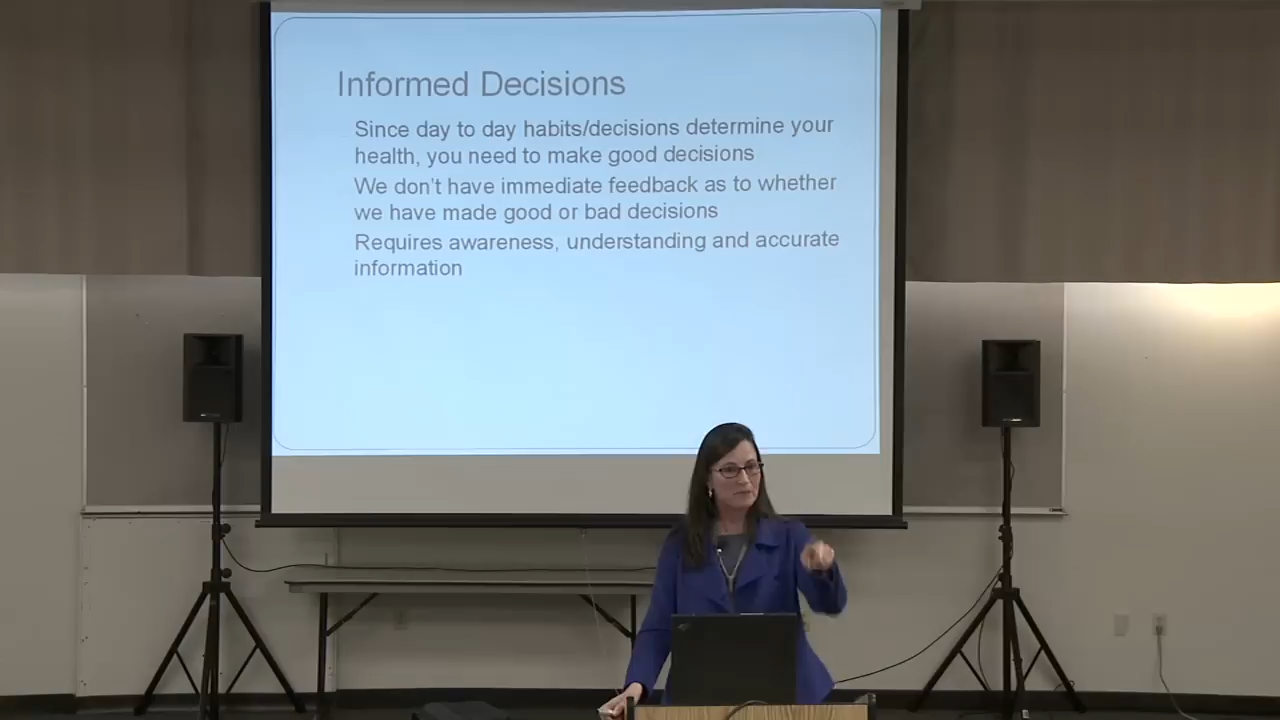 Informed Decisions
Since day to day habits/decisions determine your
health, you need to make good decisions
We don't have immediate feedback as to whether
we have made good or bad decisions
Requires awareness, understanding and accurate
information